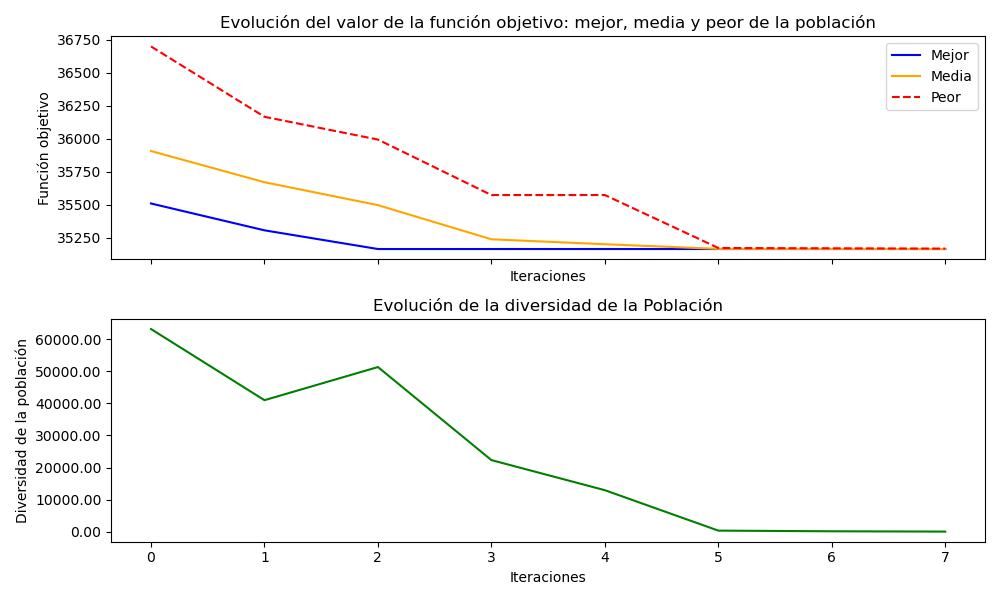 Evolución del valor de la función objetivo: mejor, media y peor de la población
36750
36500
36250
36000
35750
35500
35250
Función objetivo
Mejor
Media
Peor
Iteraciones
Evolución de la diversidad de la Población
60000.00
50000.00
40000.00
30000.00
20000.00
10000.00
0.00
Diversidad de la población
0 1 2 3 4 5 6 7
Iteraciones